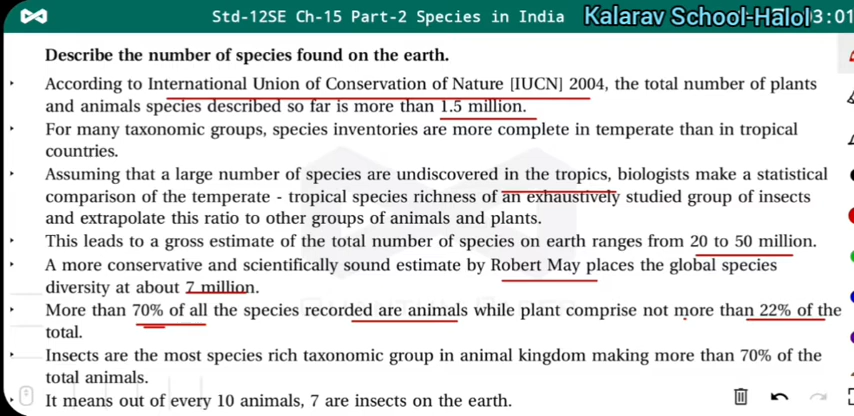 Std-12SE Ch-15 Part-2 Species in India Kalarav School-Halol 3:01
Describe the number of species found on the earth.
· According to International Union of Conservation of Nature [IUCN] 2004, the total number of plants
and animals species described so far is more than 1.5 million.
· For many taxonomic groups, species inventories are more complete in temperate than in tropical
countries.
· Assuming that a large number of species are undiscovered in the tropics, biologists make a statistical
comparison of the temperate - tropical species richness of an exhaustively studied group of insects
and extrapolate this ratio to other groups of animals and plants.
· This leads to a gross estimate of the total number of species on earth ranges from 20 to 50 million.
· A more conservative and scientifically sound estimate by Robert May places the global species
diversity at about 7 million.
· More than 70% of all the species recorded are animals while plant comprise not more than 22% of the
total.
· Insects are the most species rich taxonomic group in animal kingdom making more than 70% of the
total animals.
· It means out of every 10 animals, 7 are insects on the earth.